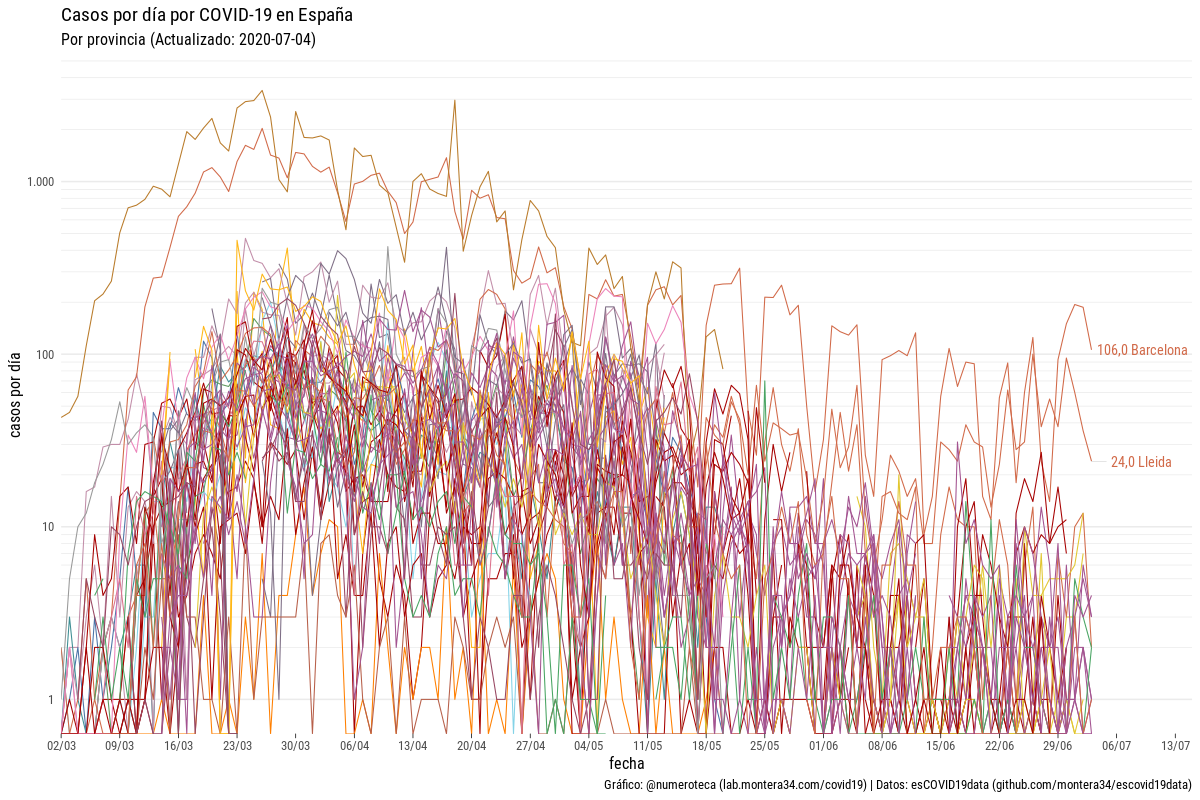 Casos por día por COVID-19 en España
Por provincia (Actualizado: 2020-07-04)
casos por día
1.000
100
10
1
106,0 Barcelona
24,0 Lleida
02/03 09/03 16/03 23/03 30/03 06/04 13/04 20/04 27/04 04/05 11/05 18/05 25/05 01/06 08/06 15/06 22/06 29/06 06/07 13/07
fecha
Gráfico: @numeroteca (lab.montera34.com/covid19) | Datos: esCOVID19data (github.com/montera34/escovid19data)